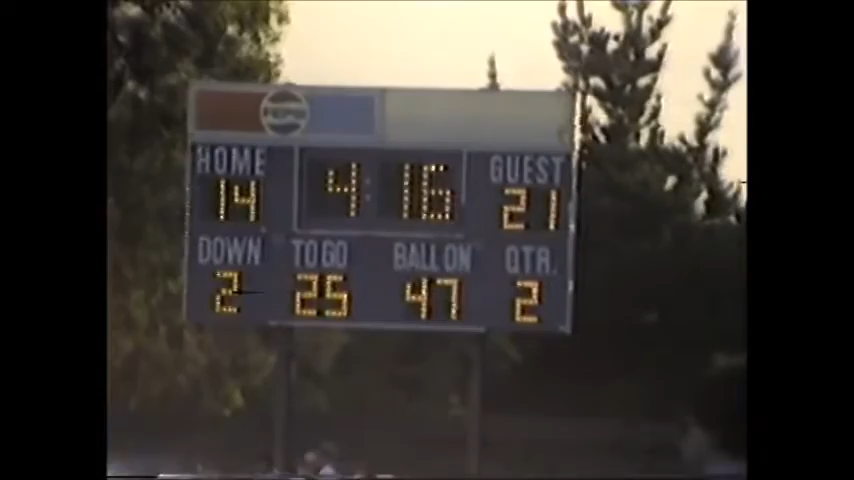 PEPSI
HOME 4:16 GUEST
14 21
DOWN TO GO BALL ON QTR.
2 25 47 2